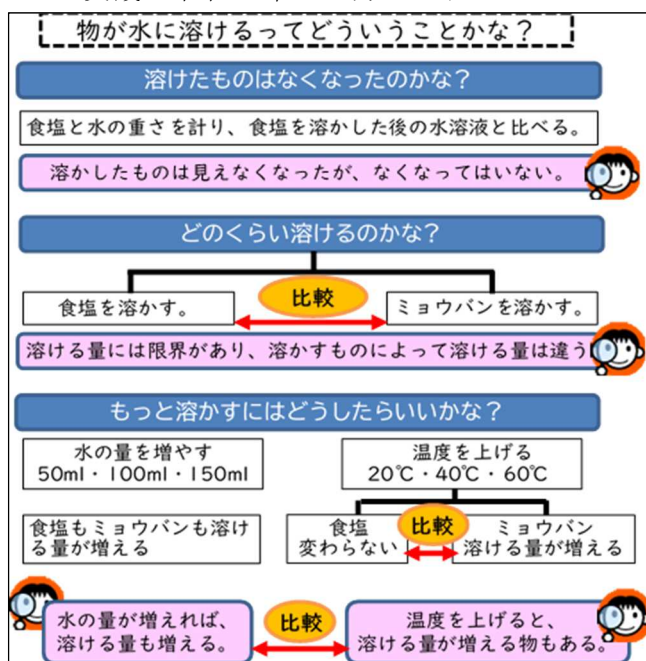 物が水に溶けるってどういうことかな？
溶けたものはなくなったのかな？
食塩と水の重さを計り、食塩を溶かした後の水溶液と比べる。
溶かしたものは見えなくなったが、なくなってはいない。
どのくらい溶けるのかな？
食塩を溶かす。
比較
ミョウバンを溶かす。
溶ける量には限界があり、溶かすものによって溶ける量は違う
もっと溶かすにはどうしたらいいかな？
水の量を増やす
50ml・100ml・150ml
温度を上げる
20℃・40℃・60℃
食塩もミョウバンも溶け
る量が増える
食塩
変わらない
比較
ミョウバン
溶ける量が増える
水の量が増えれば、
溶ける量も増える。
比較
温度を上げると、
溶ける量が増える物もある。